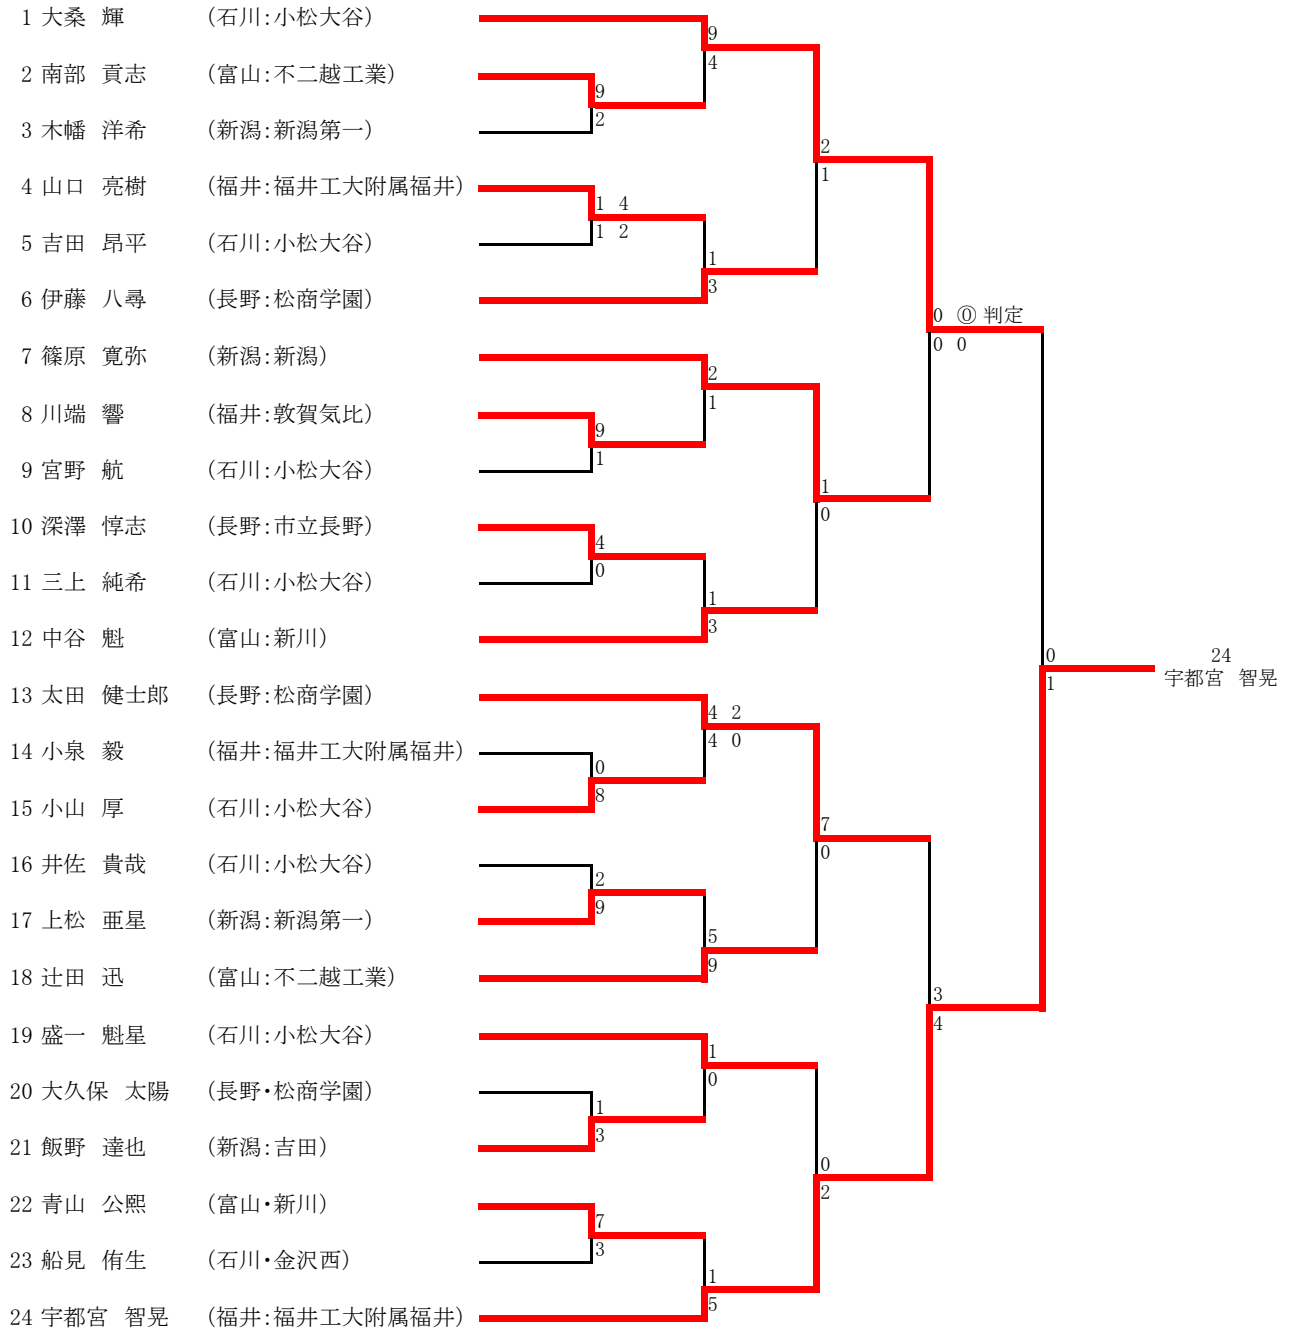 1 大桑 輝 (石川:小松大谷)
9
4
2 南部 貢志 (富山:不二越工業)
9
2
3 木幡 洋希 (新潟:新潟第一)
2
1
4 山口 亮樹 (福井:福井工大附属福井)
1 4
1 2
5 吉田 昂平 (石川:小松大谷)
1
3
6 伊藤 八尋 (長野:松商学園)
0 ⓪ 判定
0 0
7 篠原 寛弥 (新潟:新潟)
2
1
8 川端 響 (福井:敦賀気比)
9
1
9 宮野 航 (石川:小松大谷)
1
0
10 深澤 惇志 (長野:市立長野)
4
0
11 三上 純希 (石川:小松大谷)
1
3
12 中谷 魁 (富山:新川)
0
1
24
宇都宮 智晃
13 太田 健士郎 (長野:松商学園)
4 2
4 0
14 小泉 毅 (福井:福井工大附属福井)
0
8
15 小山 厚 (石川:小松大谷)
7
0
16 井佐 貴哉 (石川:小松大谷)
2
9
17 上松 亜星 (新潟:新潟第一)
5
9
18 辻田 迅 (富山:不二越工業)
3
4
19 盛一 魁星 (石川:小松大谷)
1
0
20 大久保 太陽 (長野・松商学園)
1
3
21 飯野 達也 (新潟:吉田)
0
2
22 青山 公熙 (富山・新川)
7
3
23 船見 侑生 (石川・金沢西)
1
5
24 宇都宮 智晃 (福井:福井工大附属福井)